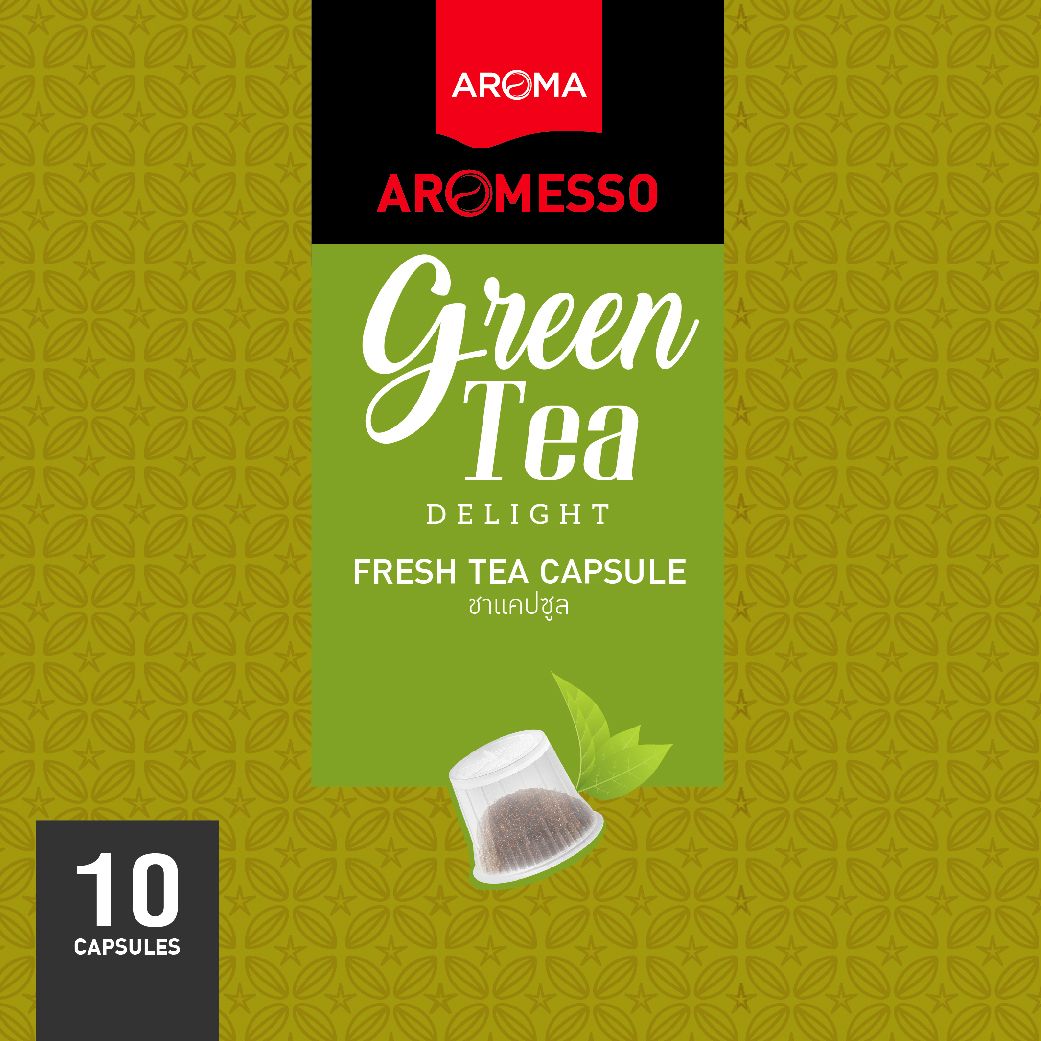 AROMA
AROMESSO
Green
Tea
DELIGHT
FRESH TEA CAPSULE
ชาแคปซูล
10
CAPSULES